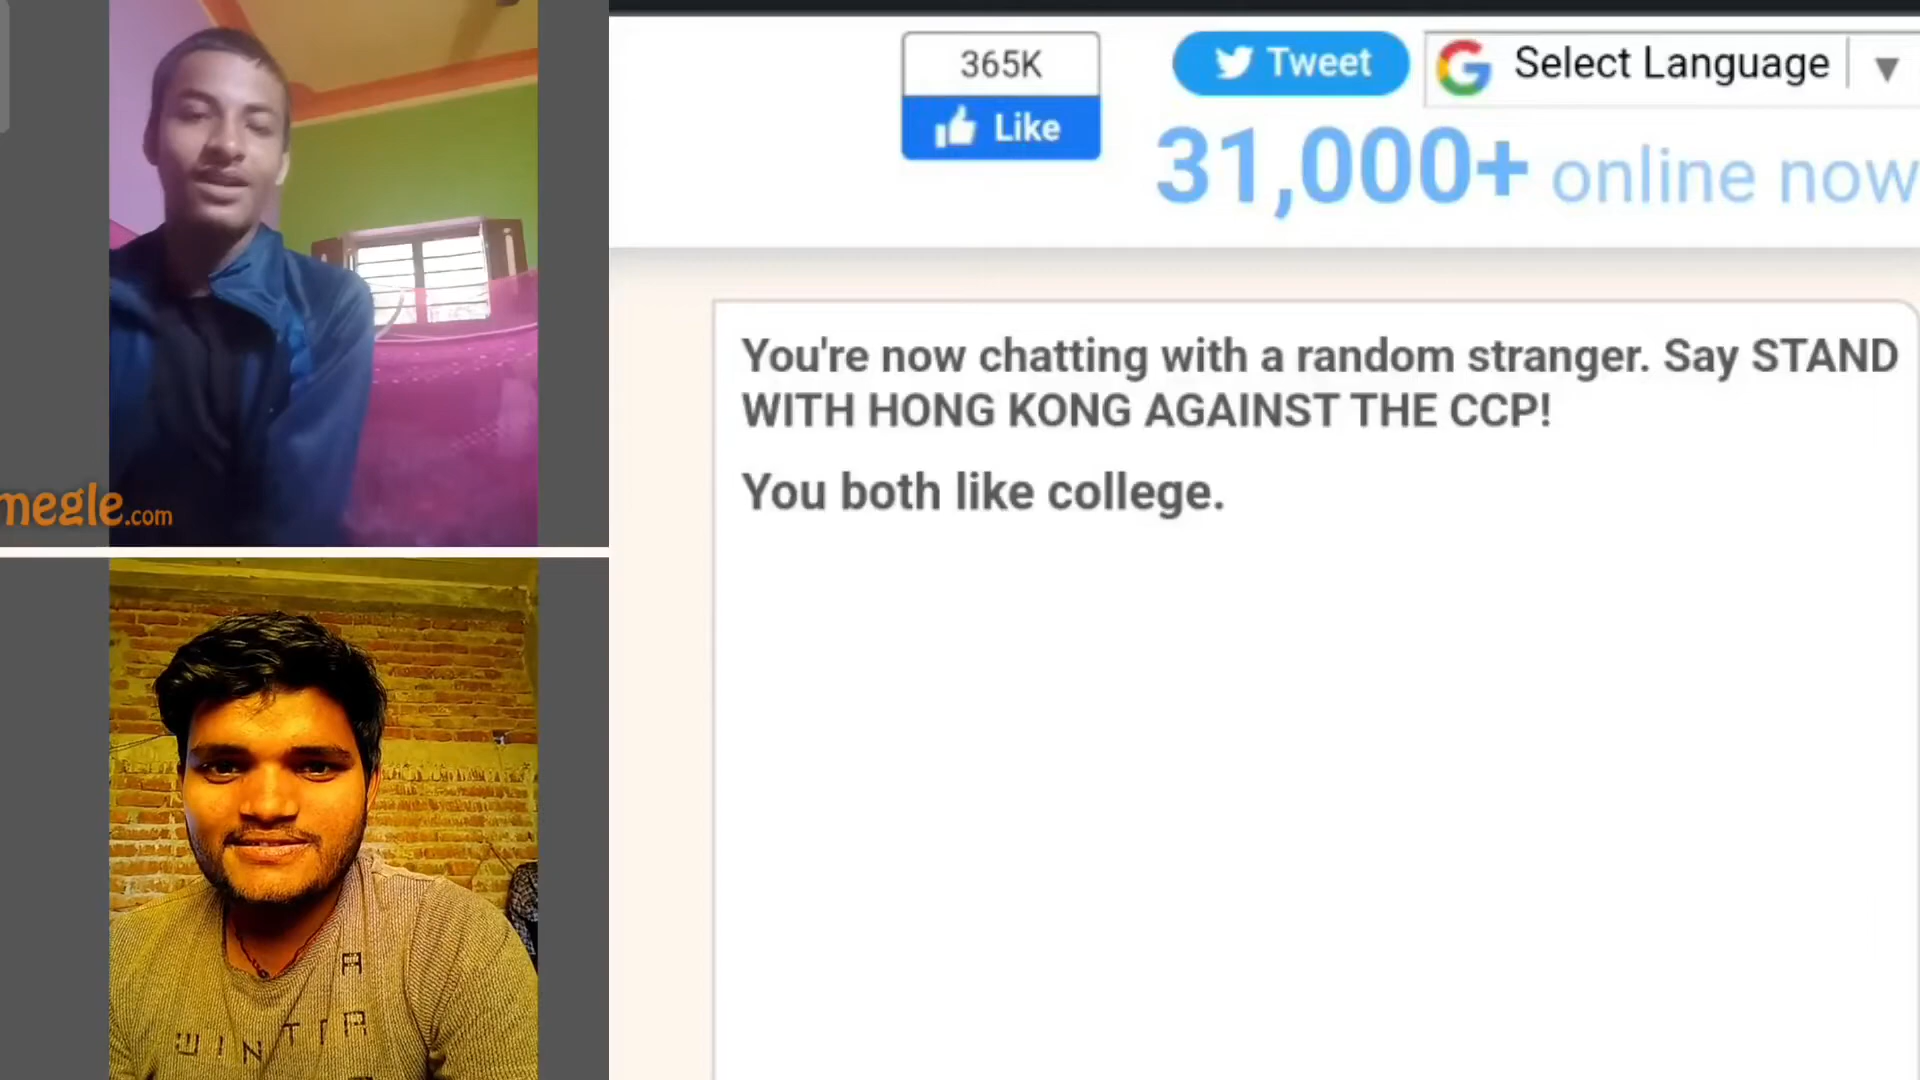 365K
Like
Tweet
Select Language
31,000+ online now
You're now chatting with a random stranger. Say STAND
WITH HONG KONG AGAINST THE CCP!
You both like college.
megle.com
A
WINTER